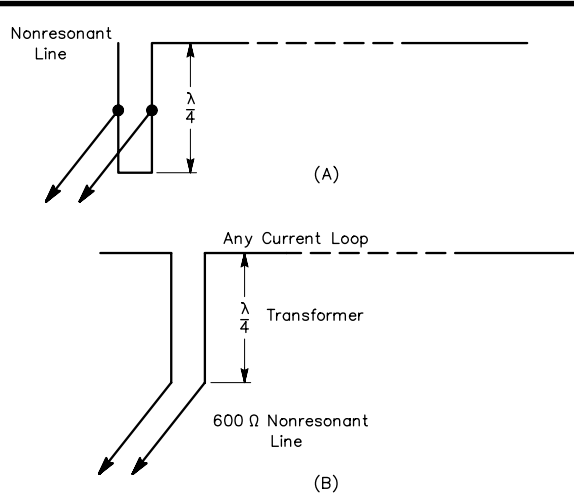 Nonresonant
Line
λ
4
(A)
Any Current Loop
λ
4
Transformer
600 Ω Nonresonant
Line
(B)